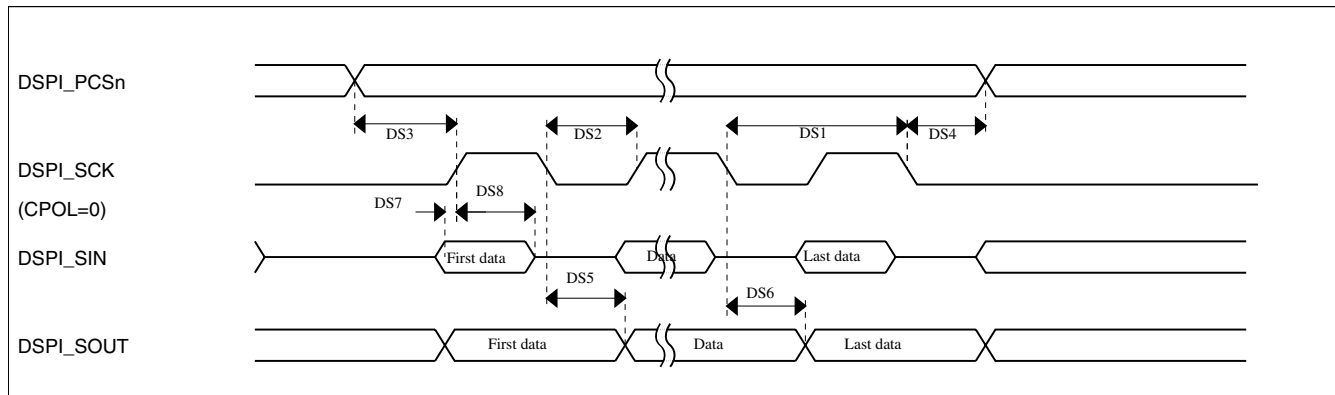 DSPI_PCSn
DS3
DS2
DS1
DS4
DSPI_SCK
(CPOL=0)
DS7
DS8
DSPI_SIN
First data
Data
Last data
DS5
DS6
DSPI_SOUT
First data
Data
Last data